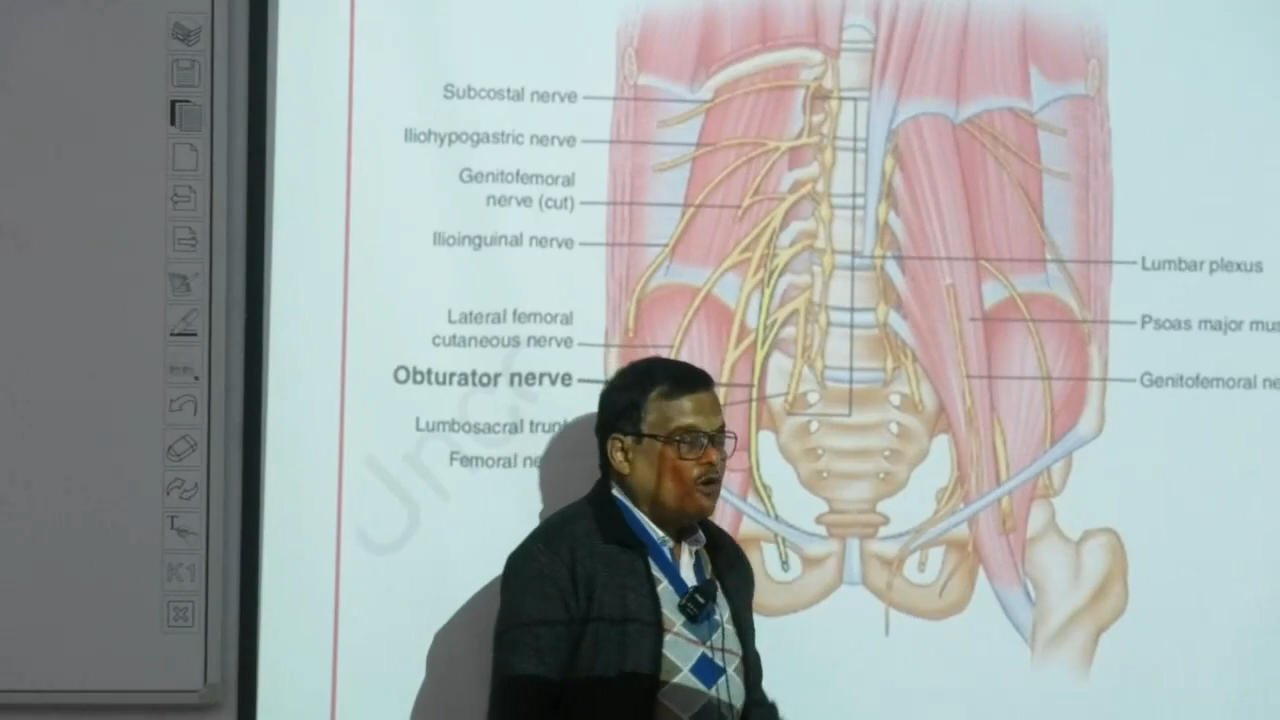 Subcostal nerve
Iliohypogastric nerve
Genitofemoral
nerve (cut)
Ilioinguinal nerve
Lateral femoral
cutaneous nerve
Obturator nerve
Lumbosacral trun
Femoral ne
Lumbar plexus
Psoas major mus
Genitofemoral ne
K1